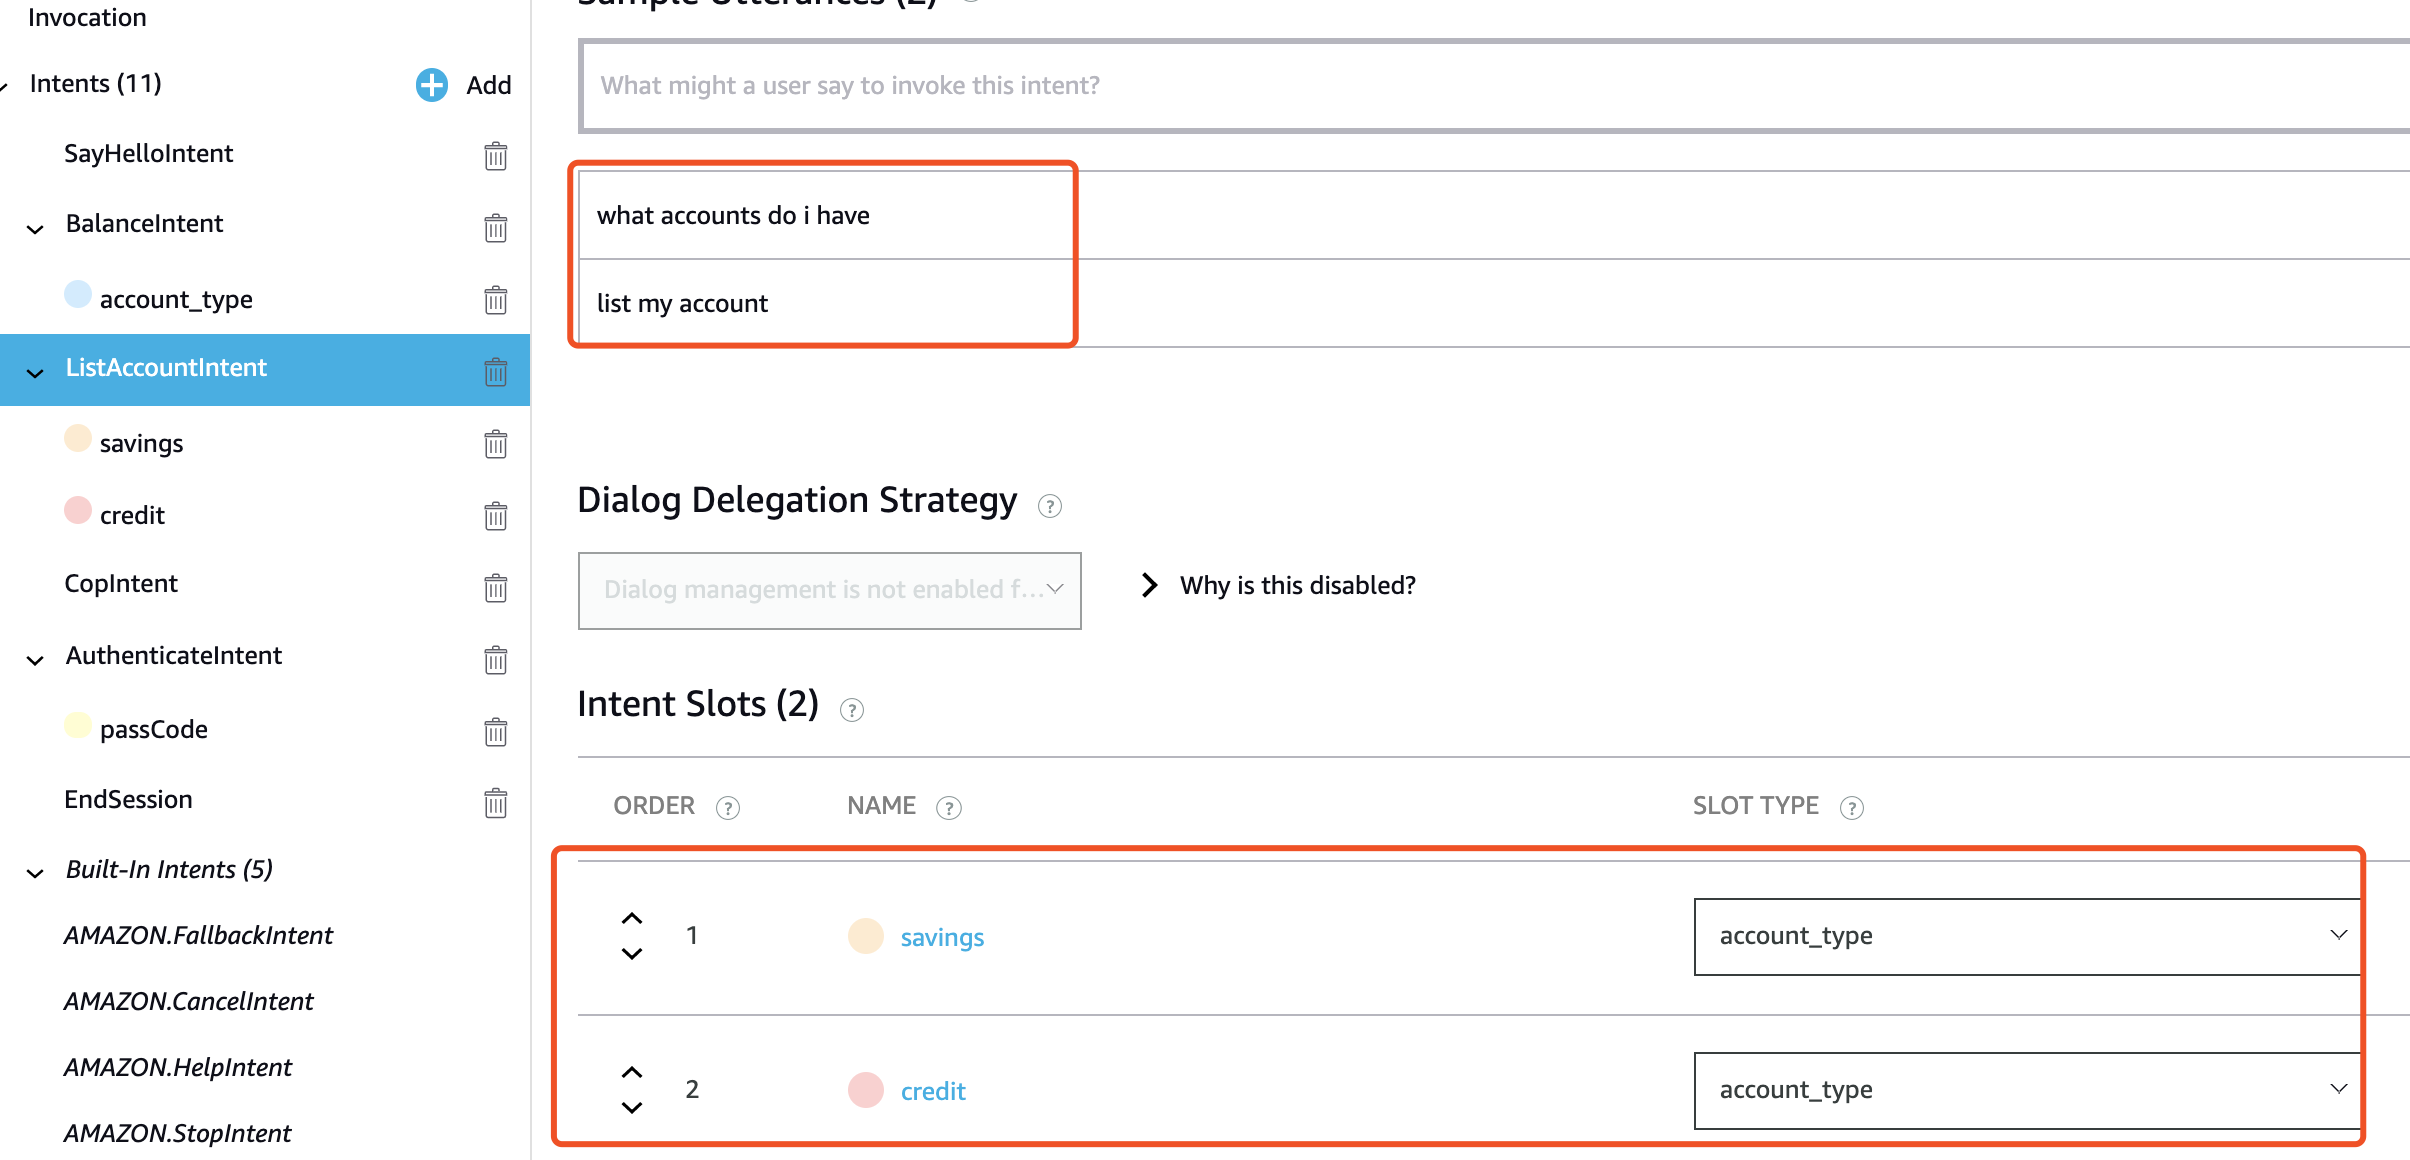 Invocation
Intents (11)
Add
SayHelloIntent
BalanceIntent
account_type
ListAccountIntent
savings
credit
CopIntent
AuthenticateIntent
passCode
EndSession
Built-In Intents (5)
AMAZON.FallbackIntent
AMAZON.CancelIntent
AMAZON.HelpIntent
AMAZON.StopIntent
Sample Utterances (2)
What might a user say to invoke this intent?
what accounts do i have
list my account
Dialog Delegation Strategy ?
Dialog management is not enabled f...
Why is this disabled?
Intent Slots (2) ?
ORDER ? NAME ? SLOT TYPE ?
1 savings account_type
2 credit account_type